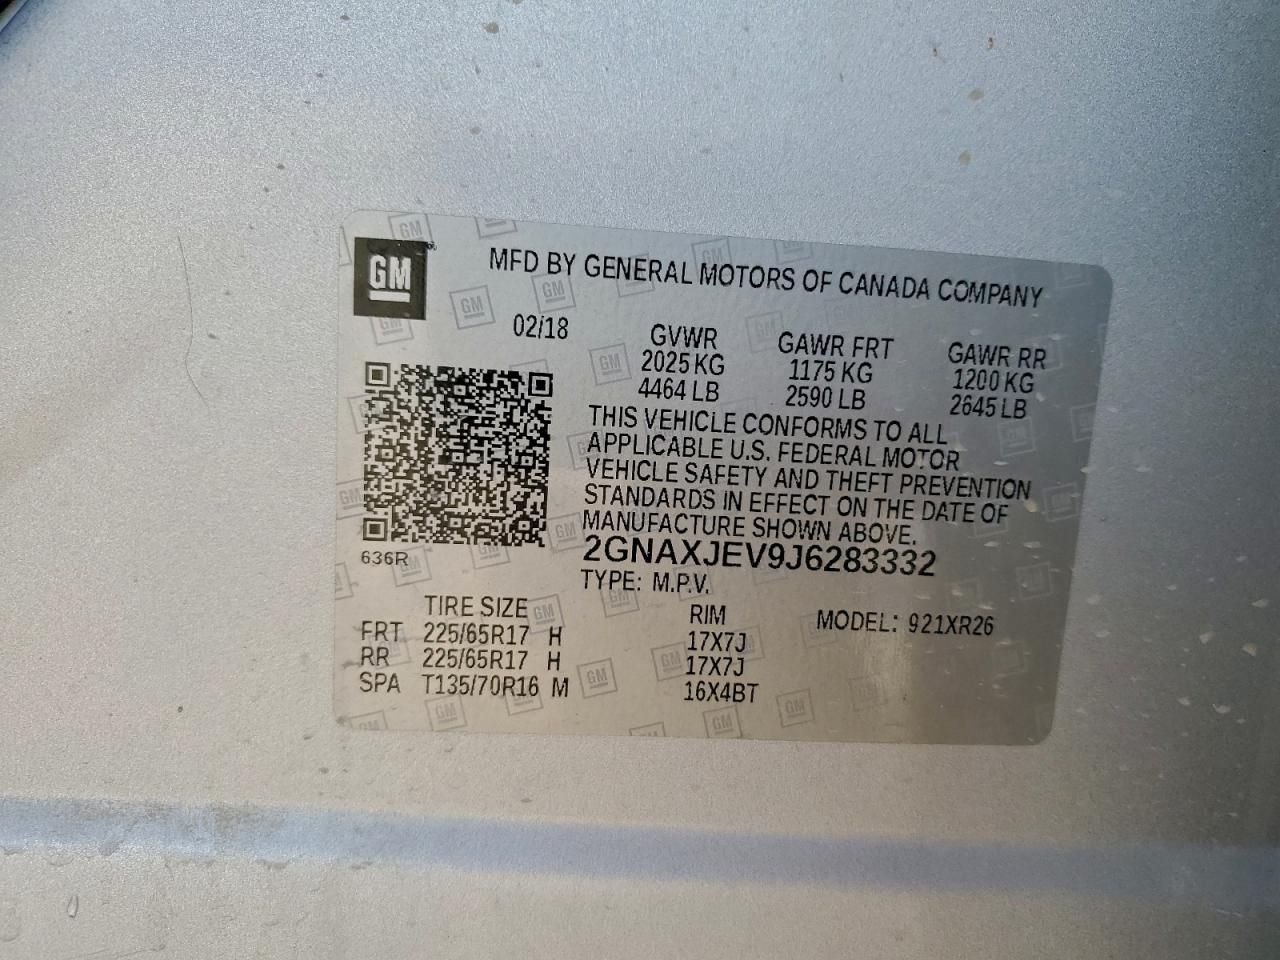 GM
MFD BY GENERAL MOTORS OF CANADA COMPANY
02/18
GVWR GAWR FRT GAWR RR
2025 KG 1175 KG 1200 KG
4464 LB 2590 LB 2645 LB
THIS VEHICLE CONFORMS TO ALL
APPLICABLE U.S. FEDERAL MOTOR
VEHICLE SAFETY AND THEFT PREVENTION
STANDARDS IN EFFECT ON THE DATE OF
MANUFACTURE SHOWN ABOVE.
2GNAXJEV9J6283332
636R
TYPE: M.P.V.
TIRE SIZE RIM MODEL: 921XR26
FRT 225/65R17 H 17X7J
RR 225/65R17 H 17X7J
SPA T135/70R16 M 16X4BT